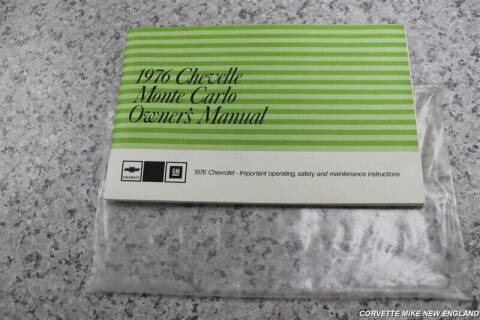 1976 Chevelle
Monte Carlo
Owner's Manual
CHEVROLET
GM
1976 Chevrolet · Important operating, safety and maintenance instructions
CORVETTE MIKE NEW ENGLAND